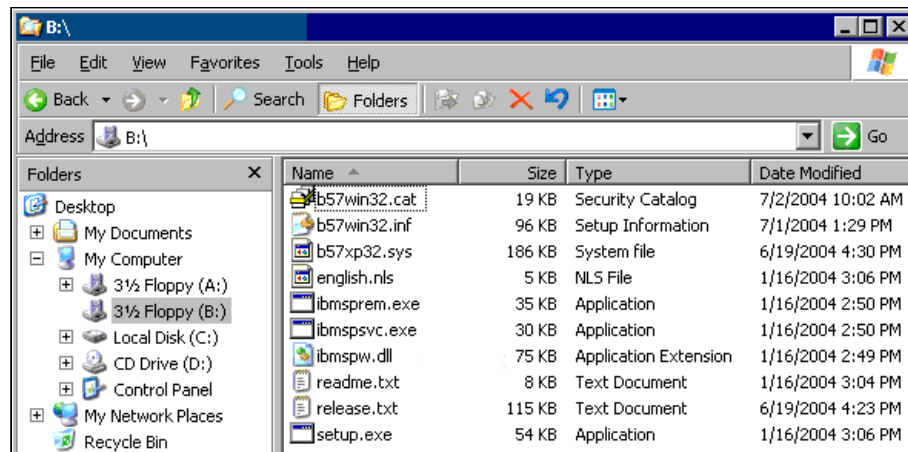 B:\
File Edit View Favorites Tools Help
Back Search Folders
Address B:\ Go
Folders
Desktop
My Documents
My Computer
3½ Floppy (A:)
3½ Floppy (B:)
Local Disk (C:)
CD Drive (D:)
Control Panel
My Network Places
Recycle Bin
Name Size Type Date Modified
b57win32.cat 19 KB Security Catalog 7/2/2004 10:02 AM
b57win32.inf 96 KB Setup Information 7/1/2004 1:29 PM
b57xp32.sys 186 KB System file 6/19/2004 4:30 PM
english.nls 5 KB NLS File 1/16/2004 3:06 PM
ibmsprem.exe 35 KB Application 1/16/2004 2:50 PM
ibmspsvc.exe 30 KB Application 1/16/2004 2:50 PM
ibmspw.dll 75 KB Application Extension 1/16/2004 2:49 PM
readme.txt 8 KB Text Document 1/16/2004 3:04 PM
release.txt 115 KB Text Document 6/19/2004 4:23 PM
setup.exe 54 KB Application 1/16/2004 3:06 PM